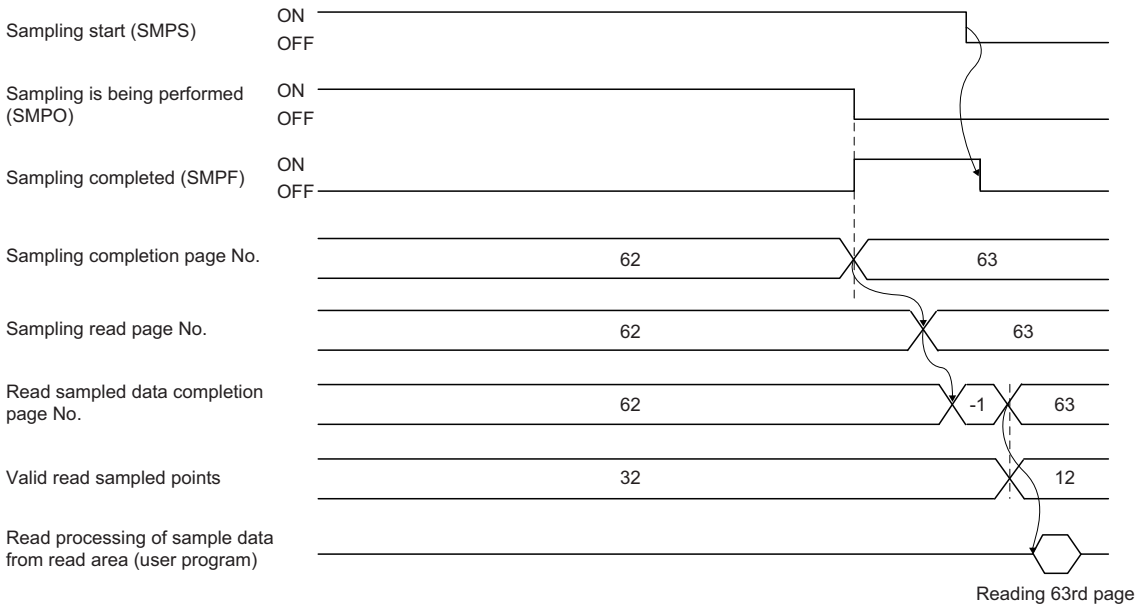 Sampling start (SMPS)
ON
OFF
Sampling is being performed
(SMPO)
ON
OFF
Sampling completed (SMPF)
ON
OFF
Sampling completion page No.
62
63
Sampling read page No.
62
63
Read sampled data completion
page No.
62
-1
63
Valid read sampled points
32
12
Read processing of sample data
from read area (user program)
Reading 63rd page